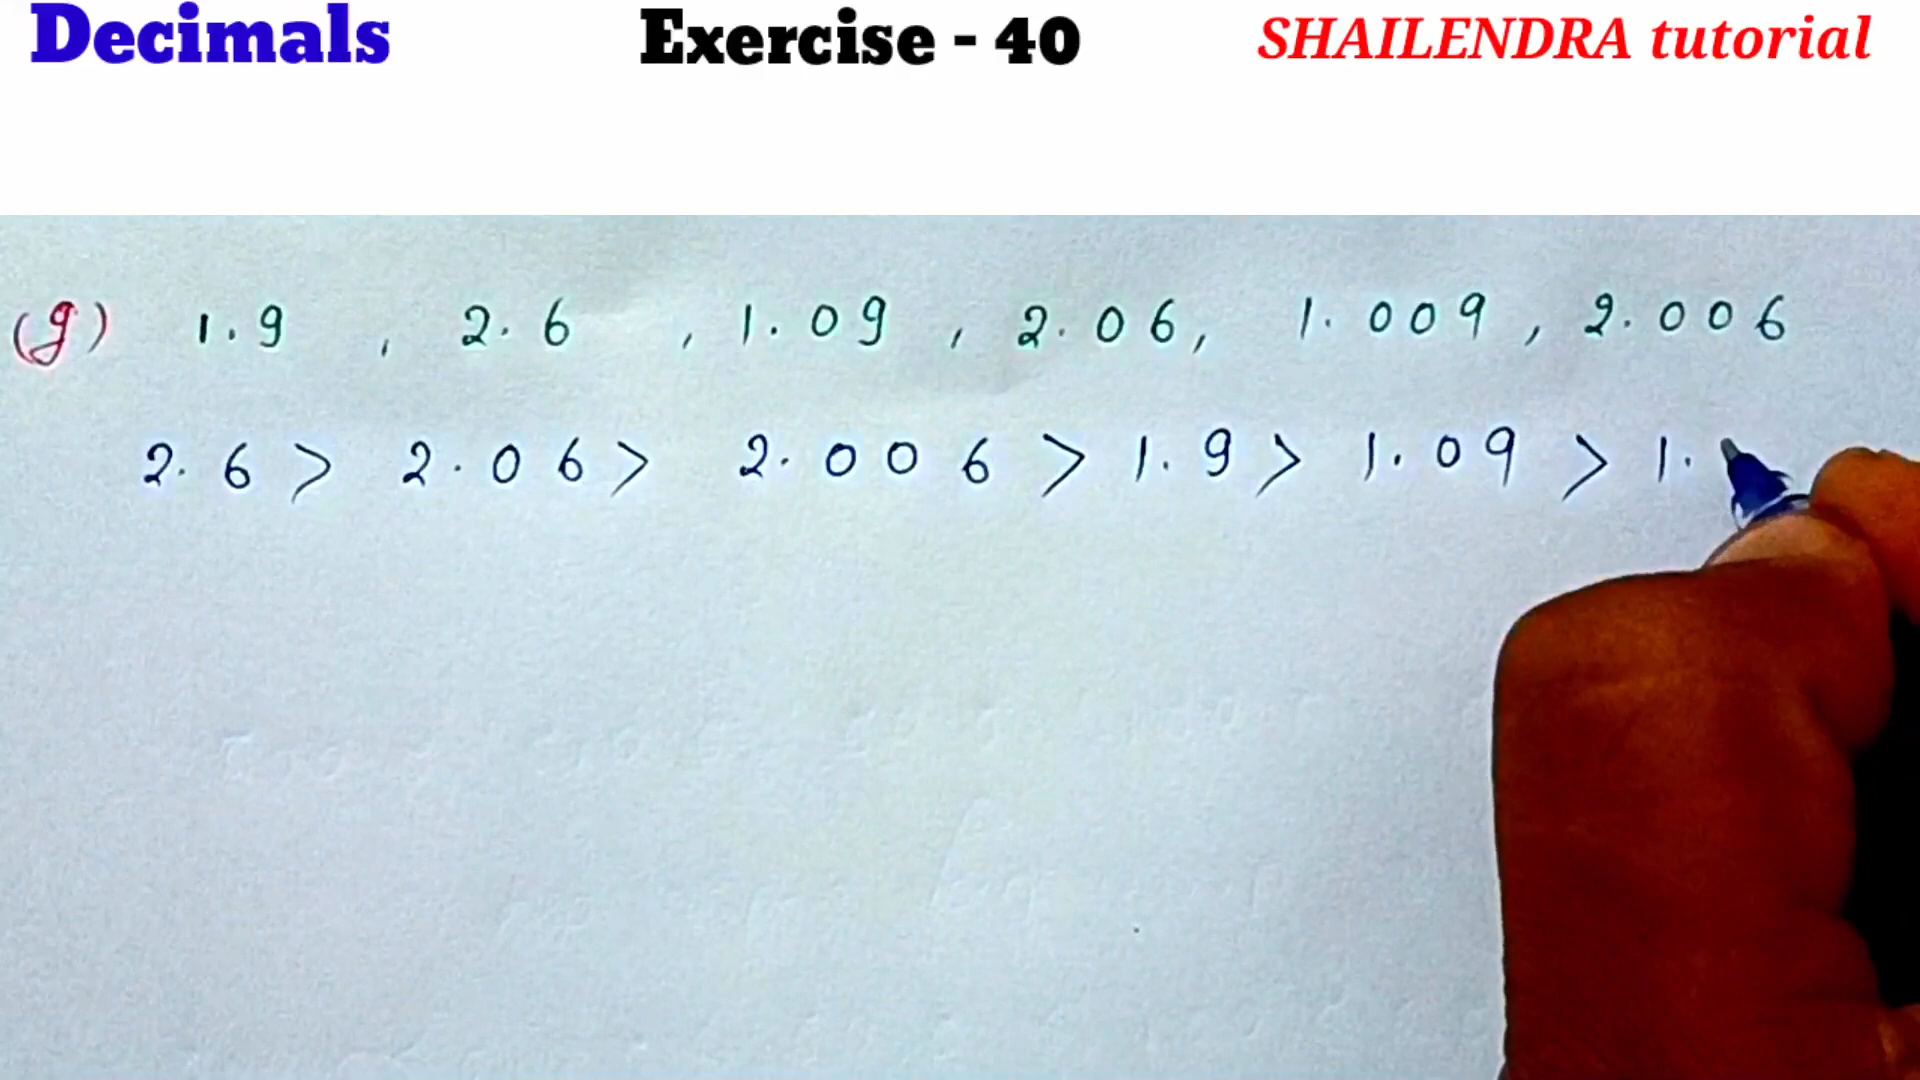 Decimals Exercise - 40 SHAILENDRA tutorial
(g) 1.9 , 2.6 , 1.09 , 2.06, 1.009 , 2.006
2.6 > 2.06 > 2.006 > 1.9 > 1.09 > 1.